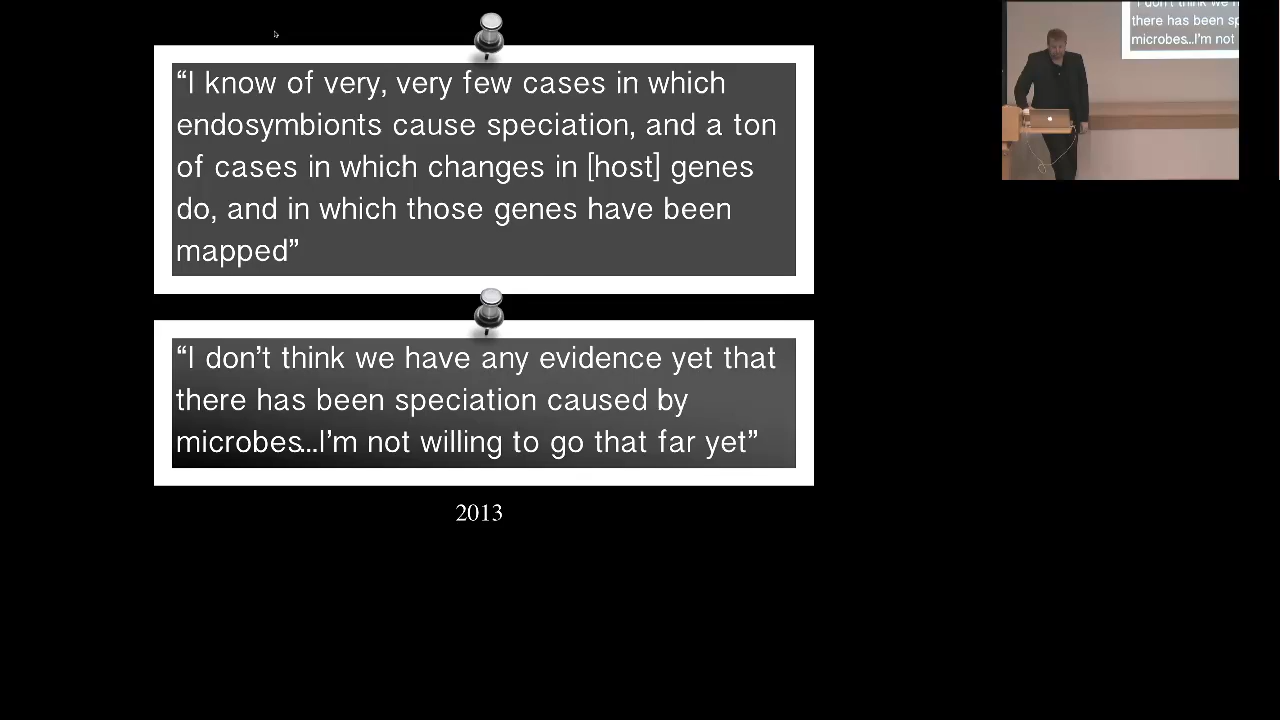 “I know of very, very few cases in which
endosymbionts cause speciation, and a ton
of cases in which changes in [host] genes
do, and in which those genes have been
mapped”
“I don’t think we have any evidence yet that
there has been speciation caused by
microbes...I’m not willing to go that far yet”
2013
I don't think we h
there has been sp
microbes...I'm not